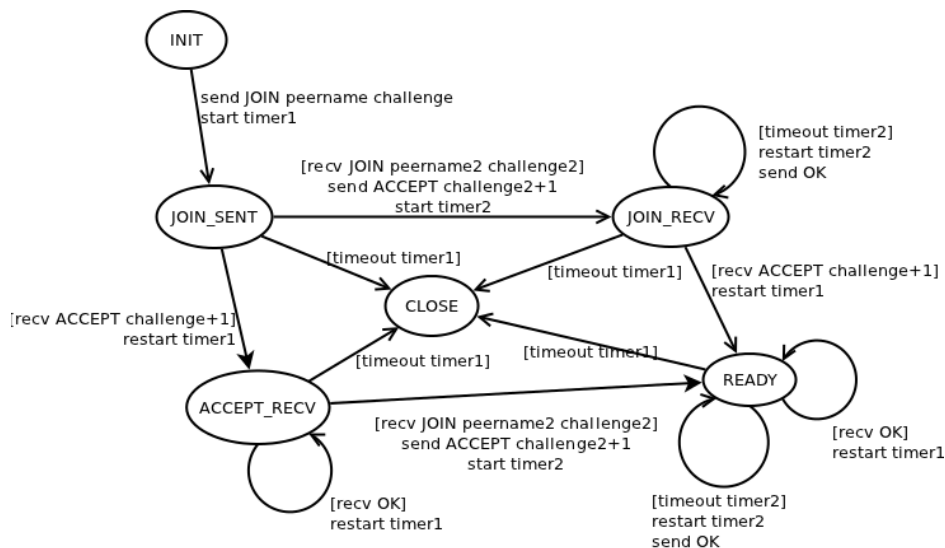 INIT
send JOIN peername challenge
start timer1
[timeout timer2]
restart timer2
send OK
[recv JOIN peername2 challenge2]
send ACCEPT challenge2+1
start timer2
JOIN_SENT
JOIN_RECV
[timeout timer1]
[timeout timer1]
[recv ACCEPT challenge+1]
restart timer1
CLOSE
[recv ACCEPT challenge+1]
restart timer1
[timeout timer1]
[timeout timer1]
READY
ACCEPT_RECV
[recv JOIN peername2 challenge2]
send ACCEPT challenge2+1
start timer2
[recv OK]
restart timer1
[recv OK]
restart timer1
[timeout timer2]
restart timer2
send OK